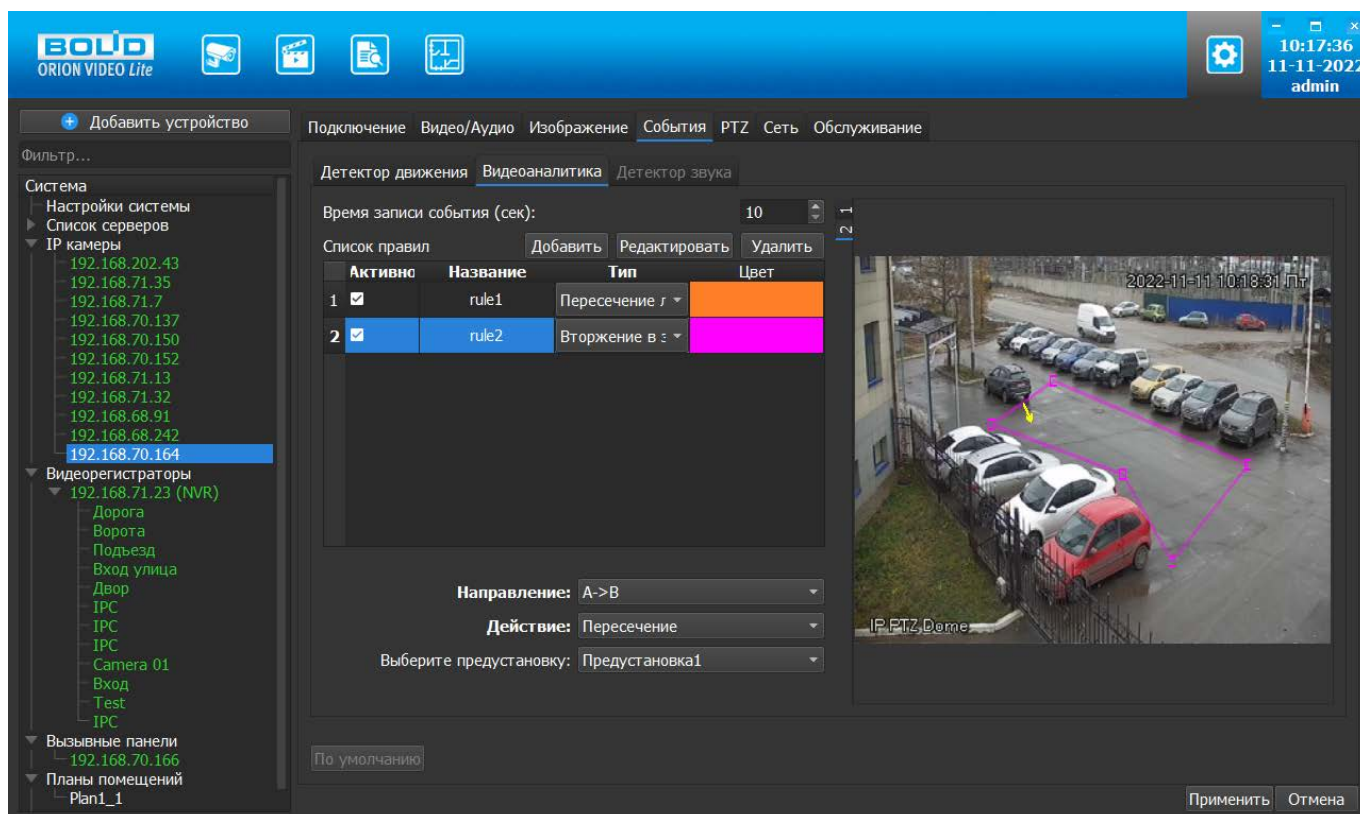 BOLID
ORION VIDEO Lite
10:17:36
11-11-2022
admin
Добавить устройство
Фильтр...
Система
Настройки системы
Список серверов
IP камеры
192.168.202.43
192.168.71.35
192.168.71.7
192.168.70.137
192.168.70.150
192.168.70.152
192.168.71.13
192.168.71.32
192.168.68.91
192.168.68.242
192.168.70.164
Видеорегистраторы
192.168.71.23 (NVR)
Дорога
Ворота
Подъезд
Вход улица
Двор
IPC
IPC
IPC
Camera 01
Вход
Test
IPC
Вызывные панели
192.168.70.166
Планы помещений
Plan1_1
Подключение Видео/Аудио Изображение События PTZ Сеть Обслуживание
Детектор движения Видеоаналитика Детектор звука
Время записи события (сек): 10
Список правил Добавить Редактировать Удалить
Активно Название Тип Цвет
1 rule1 Пересечение л
2 rule2 Вторжение в з
Направление: A->B
Действие: Пересечение
Выберите предустановку: Предустановка1
По умолчанию
1
2
2022-11-11 10:18:31 Пт
IP PTZ Dome
Применить Отмена